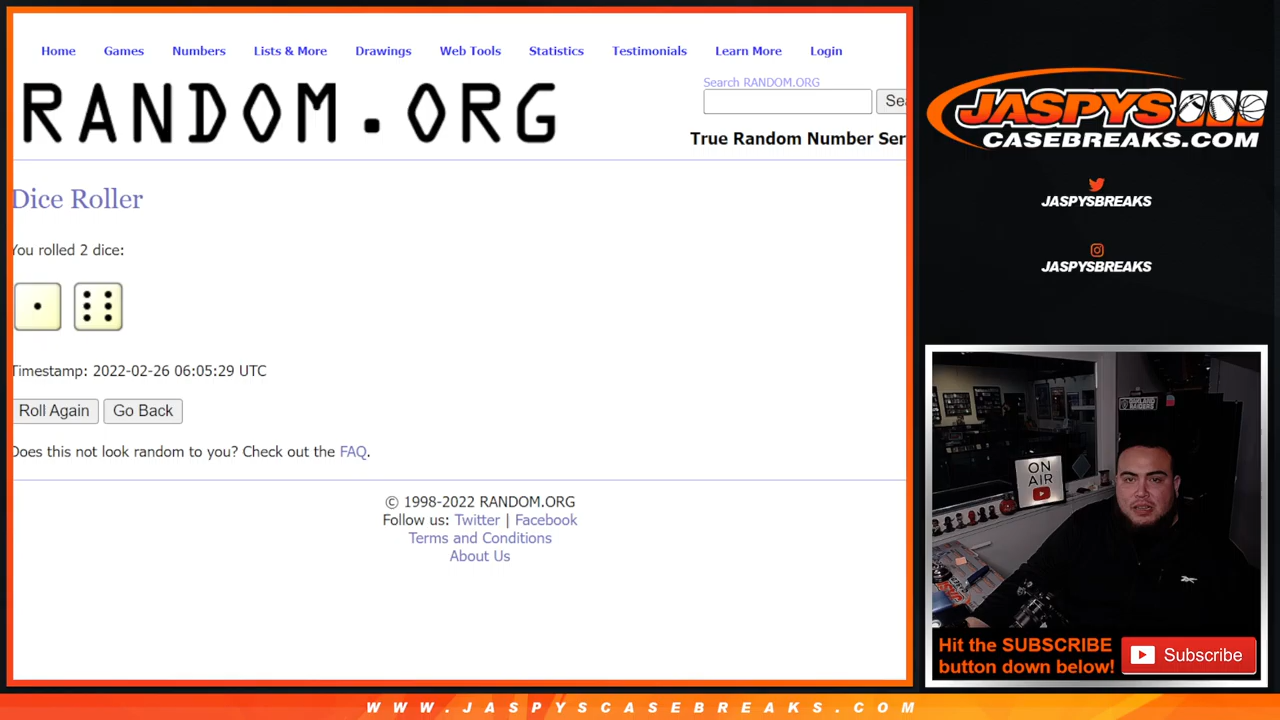 Home Games Numbers Lists & More Drawings Web Tools Statistics Testimonials Learn More Login
RANDOM.ORG
Search RANDOM.ORG
Sea
True Random Number Ser
Dice Roller
You rolled 2 dice:
Timestamp: 2022-02-26 06:05:29 UTC
Roll Again Go Back
Does this not look random to you? Check out the FAQ.
© 1998-2022 RANDOM.ORG
Follow us: Twitter | Facebook
Terms and Conditions
About Us
JASPYS
CASEBREAKS.COM
JASPYSBREAKS
JASPYSBREAKS
OAKLAND
RAIDERS
ON
AIR
Hit the SUBSCRIBE
button down below!
Subscribe
WWW.JASPYSCASEBREAKS.COM